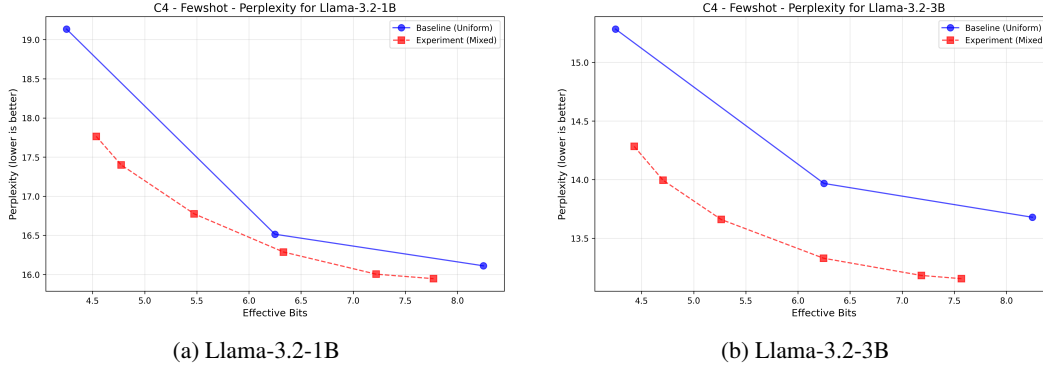 C4 - Fewshot - Perplexity for Llama-3.2-1B
Baseline (Uniform)
Experiment (Mixed)
Perplexity (lower is better)
19.0
18.5
18.0
17.5
17.0
16.5
16.0
4.5 5.0 5.5 6.0 6.5 7.0 7.5 8.0
Effective Bits
(a) Llama-3.2-1B
C4 - Fewshot - Perplexity for Llama-3.2-3B
Baseline (Uniform)
Experiment (Mixed)
Perplexity (lower is better)
15.0
14.5
14.0
13.5
4.5 5.0 5.5 6.0 6.5 7.0 7.5 8.0
Effective Bits
(b) Llama-3.2-3B